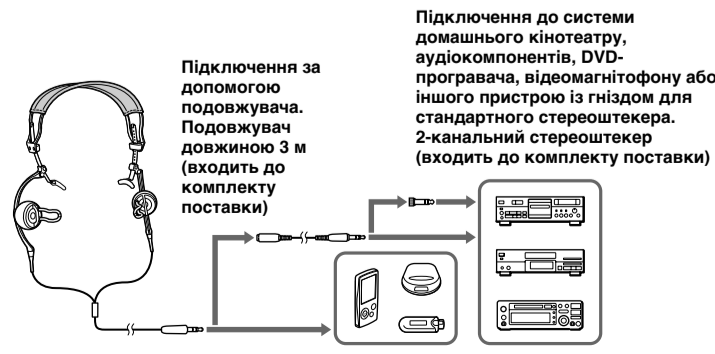 Підключення за
допомогою
подовжувача.
Подовжувач
довжиною 3 м
(входить до
комплекту
поставки)
Підключення до системи
домашнього кінотеатру,
аудіокомпонентів, DVD-
програвача, відеомагнітофону або
іншого пристрою із гніздом для
стандартного стереоштекера.
2-канальний стереоштекер
(входить до комплекту поставки)